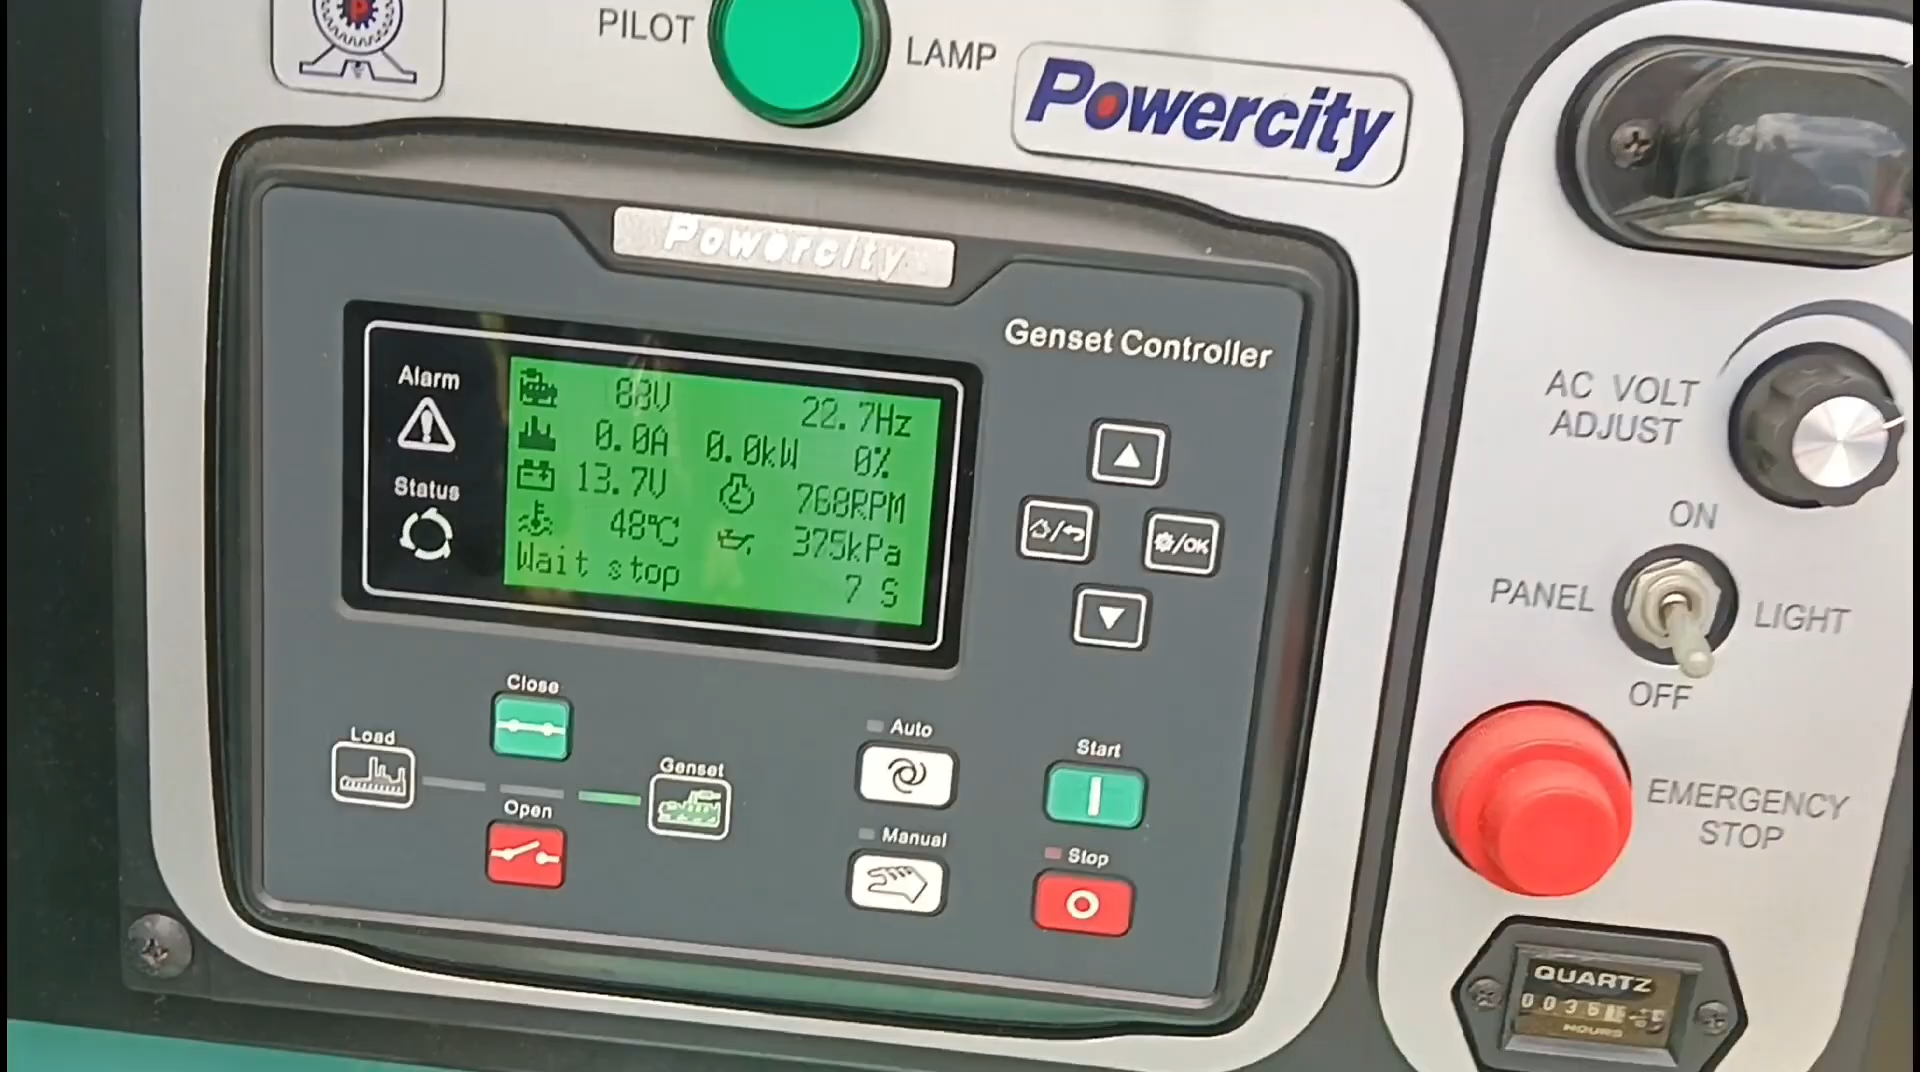 PILOT LAMP
Powercity
Powercity
Genset Controller
Alarm
Status
88V 22.7Hz
0.0A 0.0kW 0%
13.7V 768RPM
48℃ 375kPa
Wait stop 7 S
/OK
Close
Load
Genset
Open
Auto
Manual
Start
Stop
AC VOLT
ADJUST
ON
PANEL LIGHT
OFF
EMERGENCY
STOP
QUARTZ
HOURS